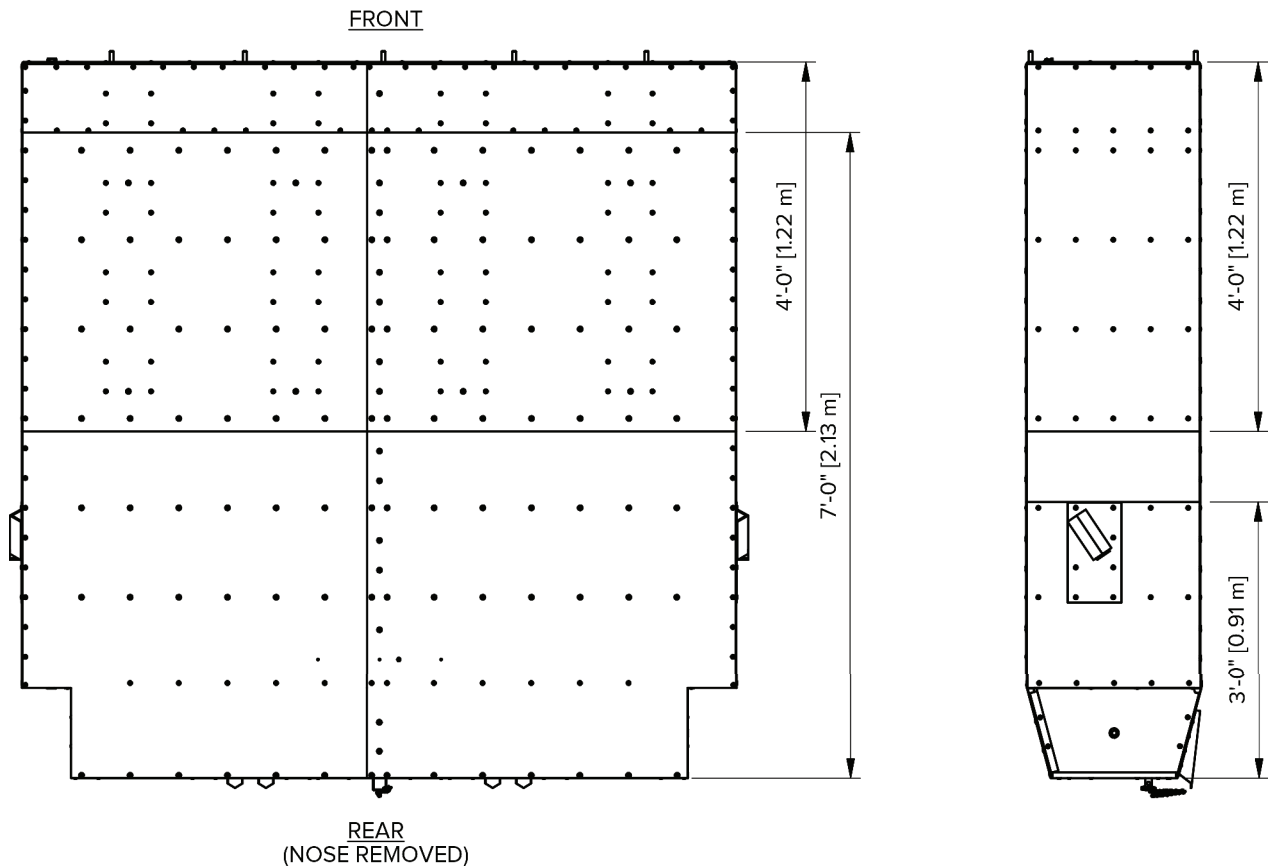 FRONT
4'-0" [1.22 m]
7'-0" [2.13 m]
4'-0" [1.22 m]
3'-0" [0.91 m]
REAR
(NOSE REMOVED)